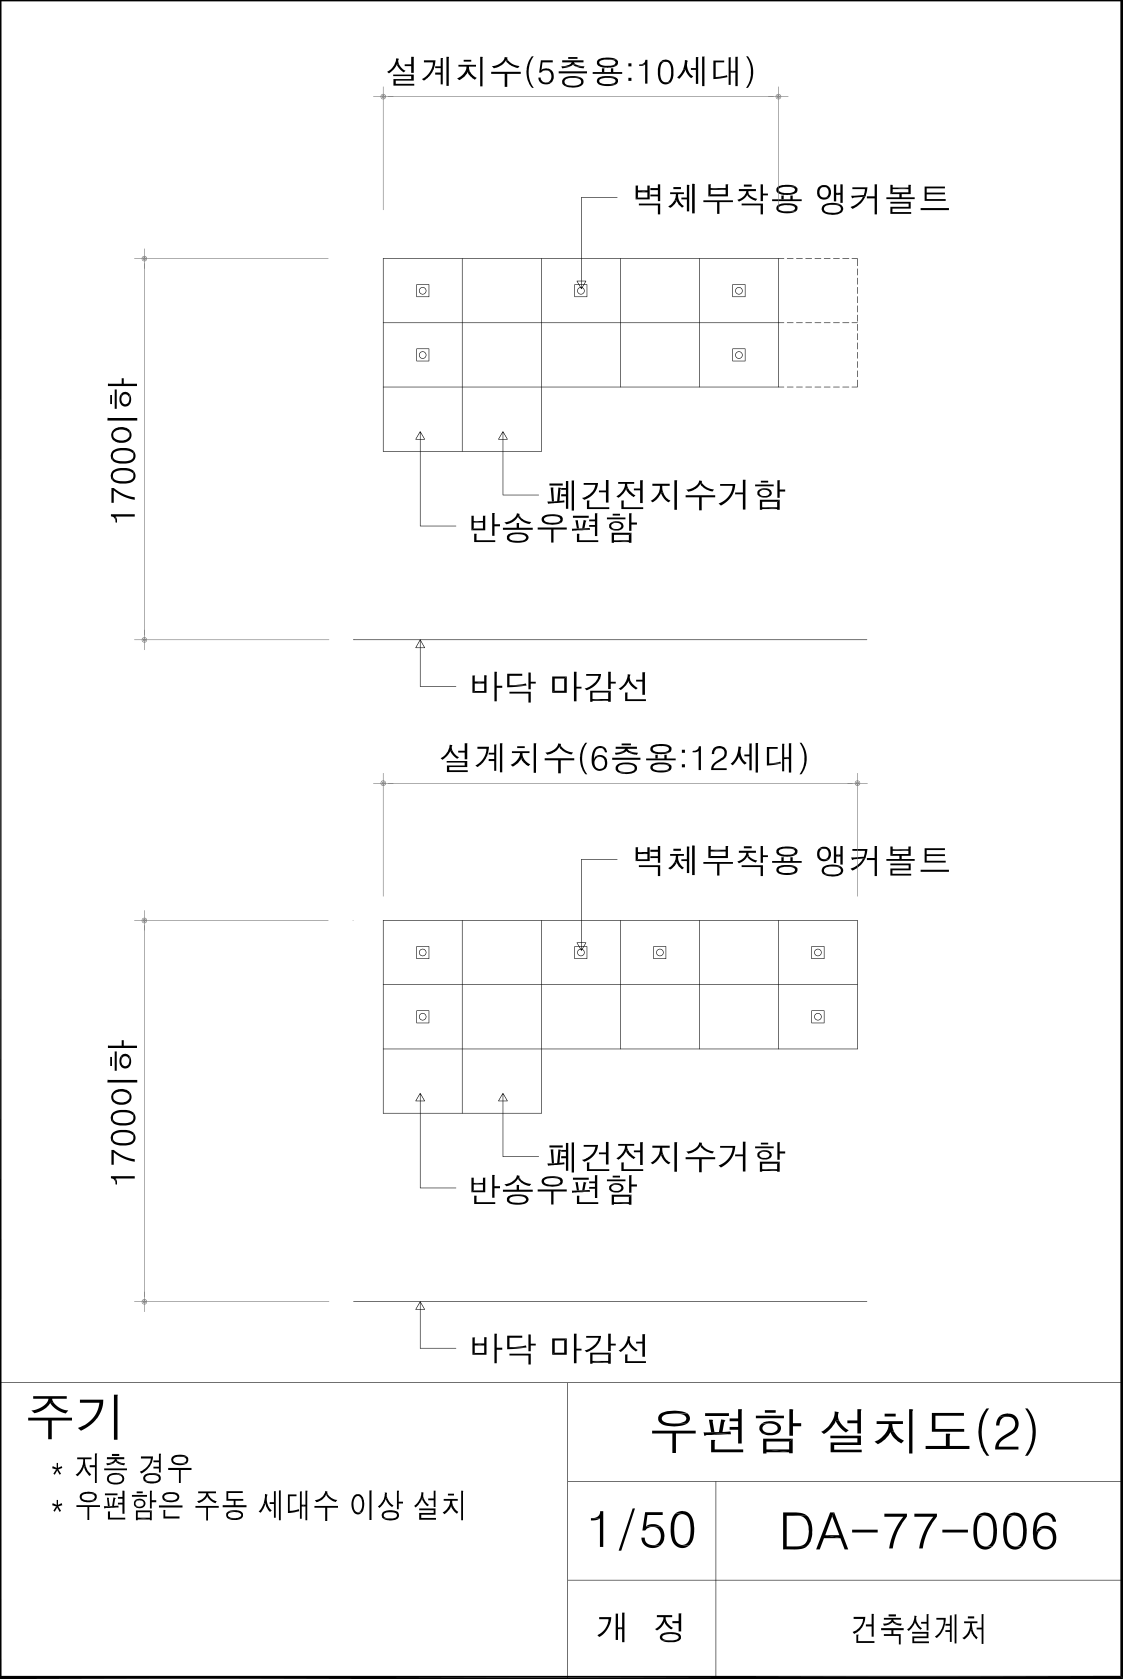 설계치수(5층용:10세대)
벽체부착용 앵커볼트
1700이하
폐건전지수거함
반송우편함
바닥 마감선
설계치수(6층용:12세대)
벽체부착용 앵커볼트
1700이하
폐건전지수거함
반송우편함
바닥 마감선
주기
* 저층 경우
* 우편함은 주동 세대수 이상 설치
우편함 설치도(2)
1/50
DA-77-006
개 정
건축설계처